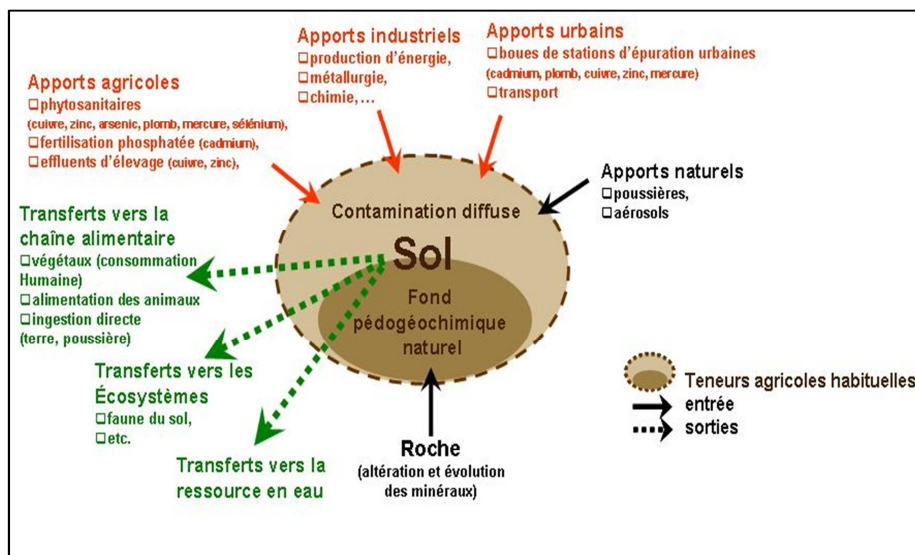 Apports industriels
❑production d'énergie,
❑métallurgie,
❑chimie, ...
Apports urbains
❑boues de stations d'épuration urbaines
(cadmium, plomb, cuivre, zinc, mercure)
❑transport
Apports agricoles
❑phytosanitaires
(cuivre, zinc, arsenic, plomb, mercure, sélénium),
❑fertilisation phosphatée (cadmium),
❑effluents d'élevage (cuivre, zinc),
Apports naturels
❑poussières,
❑aérosols
Contamination diffuse
Sol
Fond
pédogéochimique
naturel
Transferts vers la
chaîne alimentaire
❑végétaux (consommation
Humaine)
❑alimentation des animaux
❑ingestion directe
(terre, poussière)
Transferts vers les
Écosystèmes
❑faune du sol,
❑etc.
Transferts vers la
ressource en eau
Roche
(altération et évolution
des minéraux)
Teneurs agricoles habituelles
entrée
sorties